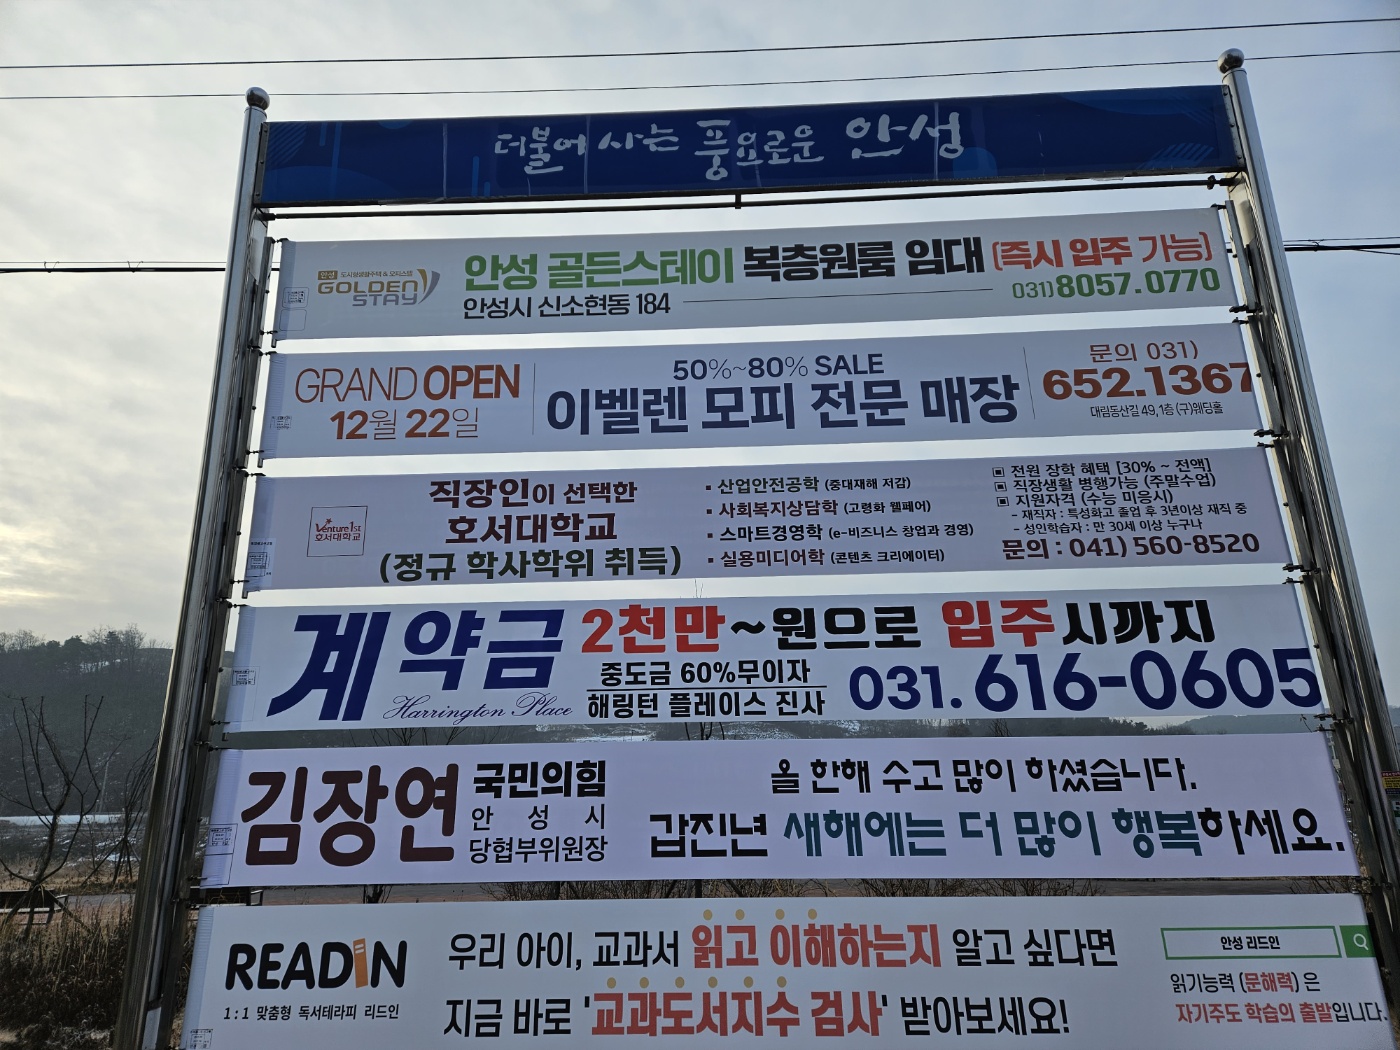 더불어 사는 풍요로운 안성
안성 도시형생활주택 & 오피스텔
GOLDEN
STAY
안성 골든스테이 복층원룸 임대 (즉시 입주 가능)
안성시 신소현동 184
031) 8057.0770
GRAND OPEN
12월 22일
50%~80% SALE
이벨렌 모피 전문 매장
문의 031)
652.1367
대림동산길 49,1층 (구)웨딩홀
Venture 1st
호서대학교
직장인이 선택한
호서대학교
(정규 학사학위 취득)
▪ 산업안전공학 (중대재해 저감)
▪ 사회복지상담학 (고령화 웰페어)
▪ 스마트경영학 (e-비즈니스 창업과 경영)
▪ 실용미디어학 (콘텐츠 크리에이터)
▣ 전원 장학 혜택 [30% ~ 전액]
▣ 직장생활 병행가능 (주말수업)
▣ 지원자격 (수능 미응시)
- 재직자 : 특성화고 졸업 후 3년이상 재직 중
- 성인학습자 : 만 30세 이상 누구나
문의 : 041) 560-8520
계약금 2천만~원으로 입주시까지
Harrington Place
중도금 60%무이자
해링턴 플레이스 진사
031. 616-0605
김장연
국민의힘
안 성 시
당협부위원장
올 한해 수고 많이 하셨습니다.
갑진년 새해에는 더 많이 행복하세요.
READIN
1:1 맞춤형 독서테라피 리드인
우리 아이, 교과서 읽고 이해하는지 알고 싶다면
지금 바로 '교과도서지수 검사' 받아보세요!
안성 리드인
읽기능력 (문해력) 은
자기주도 학습의 출발입니다.